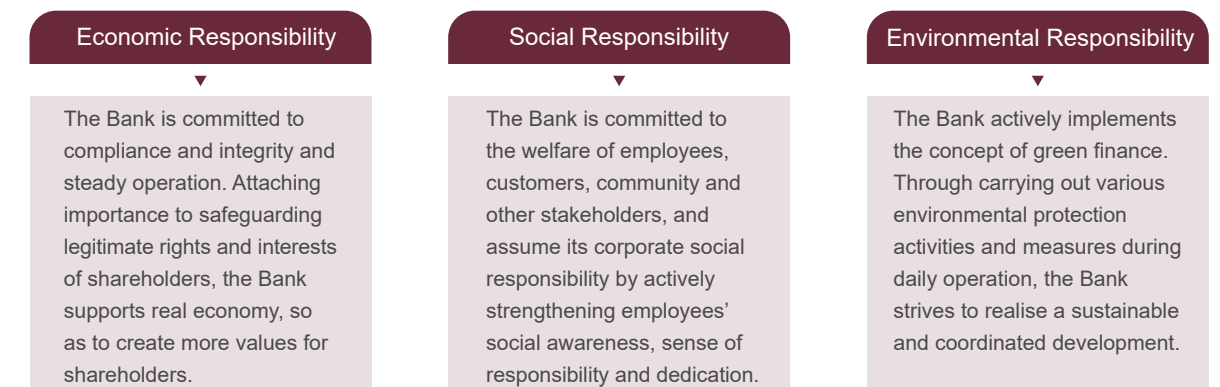 Economic Responsibility
The Bank is committed to
compliance and integrity and
steady operation. Attaching
importance to safeguarding
legitimate rights and interests
of shareholders, the Bank
supports real economy, so
as to create more values for
shareholders.
Social Responsibility
The Bank is committed to
the welfare of employees,
customers, community and
other stakeholders, and
assume its corporate social
responsibility by actively
strengthening employees’
social awareness, sense of
responsibility and dedication.
Environmental Responsibility
The Bank actively implements
the concept of green finance.
Through carrying out various
environmental protection
activities and measures during
daily operation, the Bank
strives to realise a sustainable
and coordinated development.